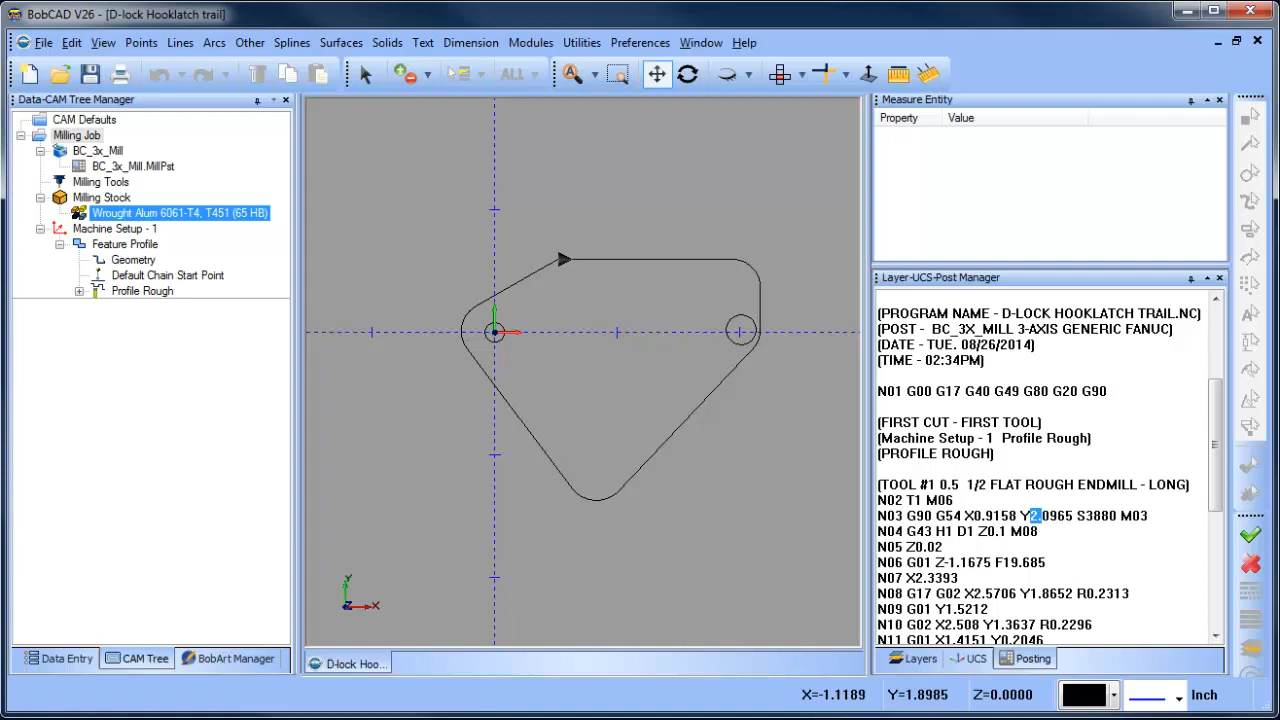 BobCAD V26 - [D-lock Hooklatch trail]
File Edit View Points Lines Arcs Other Splines Surfaces Solids Text Dimension Modules Utilities Preferences Window Help
ALL
Data-CAM Tree Manager
CAM Defaults
Milling Job
BC_3x_Mill
BC_3x_Mill.MillPst
Milling Tools
Milling Stock
Wrought Alum 6061-T4, T451 (65 HB)
Machine Setup - 1
Feature Profile
Geometry
Default Chain Start Point
Profile Rough
Data Entry CAM Tree BobArt Manager
Y
Z X
D-lock Hoo...
Measure Entity
Property Value
Layer-UCS-Post Manager
(PROGRAM NAME - D-LOCK HOOKLATCH TRAIL.NC)
(POST - BC_3X_MILL 3-AXIS GENERIC FANUC)
(DATE - TUE. 08/26/2014)
(TIME - 02:34PM)
N01 G00 G17 G40 G49 G80 G20 G90
(FIRST CUT - FIRST TOOL)
(Machine Setup - 1 Profile Rough)
(PROFILE ROUGH)
(TOOL #1 0.5 1/2 FLAT ROUGH ENDMILL - LONG)
N02 T1 M06
N03 G90 G54 X0.9158 Y2.0965 S3880 M03
N04 G43 H1 D1 Z0.1 M08
N05 Z0.02
N06 G01 Z-1.1675 F19.685
N07 X2.3393
N08 G17 G02 X2.5706 Y1.8652 R0.2313
N09 G01 Y1.5212
N10 G02 X2.508 Y1.3637 R0.2296
N11 G01 X1.4151 Y0.2046
Layers UCS Posting
X=-1.1189 Y=1.8985 Z=0.0000 Inch